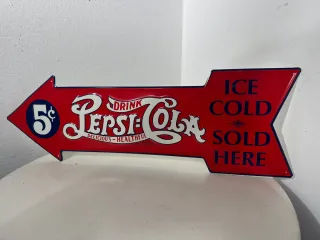 5¢
DRINK
PEPSI:COLA
DELICIOUS HEALTHFUL
ICE
COLD
SOLD
HERE